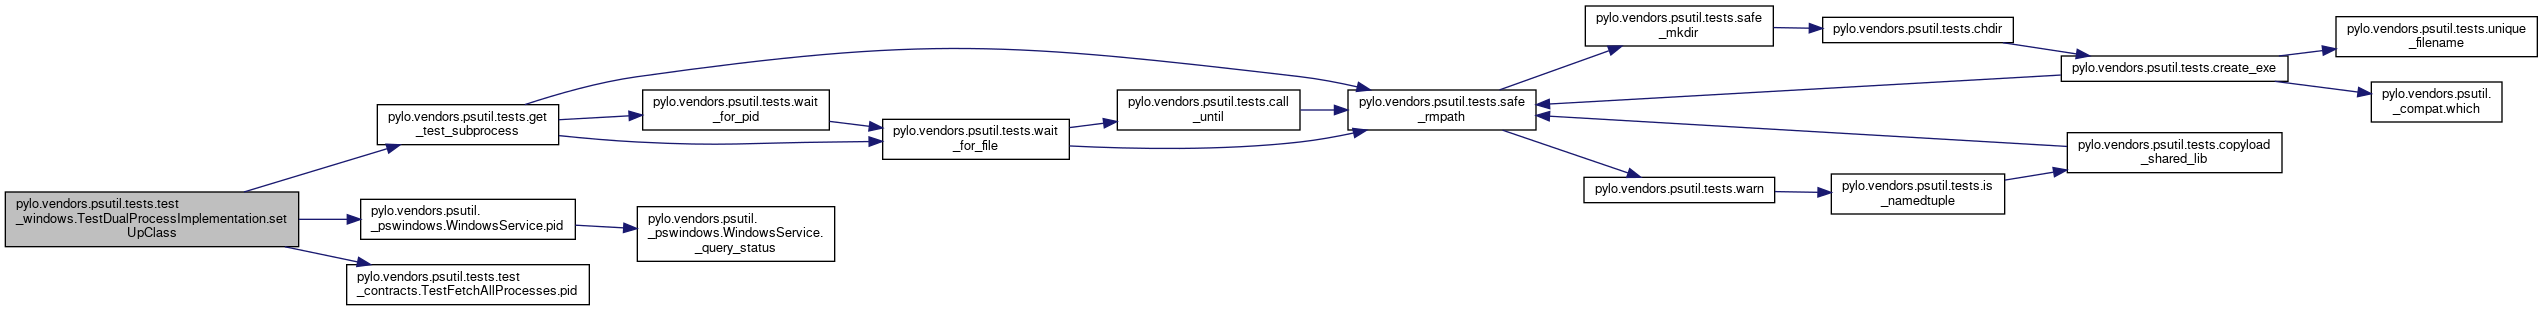 pylo.vendors.psutil.tests.test
_windows.TestDualProcessImplementation.set
UpClass
pylo.vendors.psutil.tests.get
_test_subprocess
pylo.vendors.psutil.tests.wait
_for_pid
pylo.vendors.psutil.tests.wait
_for_file
pylo.vendors.psutil.tests.call
_until
pylo.vendors.psutil.tests.safe
_rmpath
pylo.vendors.psutil.tests.safe
_mkdir
pylo.vendors.psutil.tests.chdir
pylo.vendors.psutil.tests.create_exe
pylo.vendors.psutil.tests.unique
_filename
pylo.vendors.psutil.
_compat.which
pylo.vendors.psutil.tests.warn
pylo.vendors.psutil.tests.is
_namedtuple
pylo.vendors.psutil.tests.copyload
_shared_lib
pylo.vendors.psutil.
_pswindows.WindowsService.pid
pylo.vendors.psutil.
_pswindows.WindowsService.
_query_status
pylo.vendors.psutil.tests.test
_contracts.TestFetchAllProcesses.pid